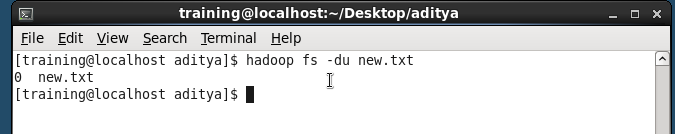 training@localhost:~/Desktop/aditya
File Edit View Search Terminal Help
[training@localhost aditya]$ hadoop fs -du new.txt
0  new.txt
[training@localhost aditya]$